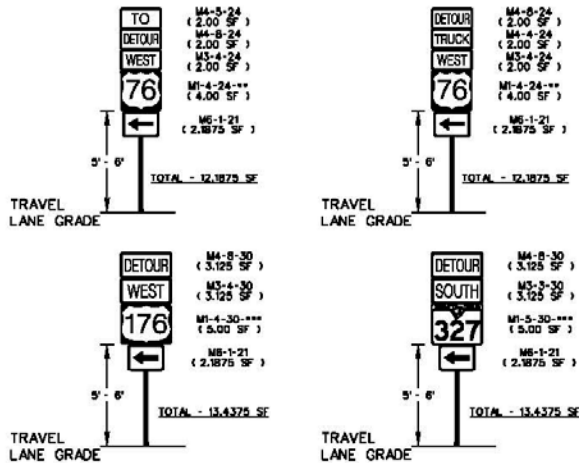 TO
DETOUR
WEST
76
M4-5-24
( 2.00 SF )
M4-8-24
( 2.00 SF )
M3-4-24
( 2.00 SF )
M1-4-24-**
( 4.00 SF )
M6-1-21
( 2.1875 SF )
5' - 6'
TOTAL - 12.1875 SF
TRAVEL
LANE GRADE
DETOUR
TRUCK
WEST
76
M4-8-24
( 2.00 SF )
M4-4-24
( 2.00 SF )
M3-4-24
( 2.00 SF )
M1-4-24-**
( 4.00 SF )
M6-1-21
( 2.1875 SF )
5' - 6'
TOTAL - 12.1875 SF
TRAVEL
LANE GRADE
DETOUR
WEST
176
M4-8-30
( 3.125 SF )
M3-4-30
( 3.125 SF )
M1-4-30-***
( 5.00 SF )
M6-1-21
( 2.1875 SF )
5' - 6'
TOTAL - 13.4375 SF
TRAVEL
LANE GRADE
DETOUR
SOUTH
327
M4-8-30
( 3.125 SF )
M3-3-30
( 3.125 SF )
M1-5-30-***
( 5.00 SF )
M6-1-21
( 2.1875 SF )
5' - 6'
TOTAL - 13.4375 SF
TRAVEL
LANE GRADE